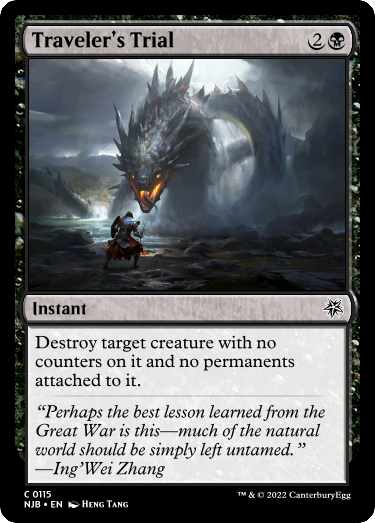 Traveler's Trial 2
Instant
Destroy target creature with no
counters on it and no permanents
attached to it.
“Perhaps the best lesson learned from the
Great War is this—much of the natural
world should be simply left untamed.”
—Ing'Wei Zhang
C 0115
NJB • EN Heng Tang
™ & © 2022 CanterburyEgg